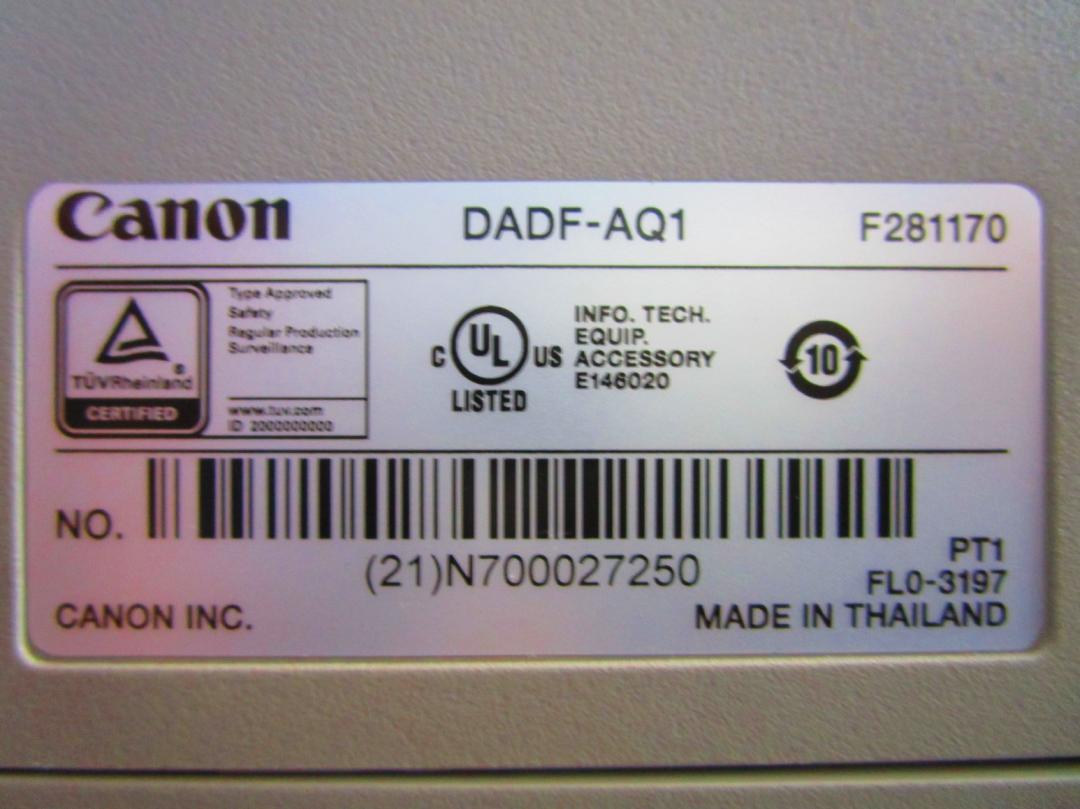 Canon DADF-AQ1 F281170
Type Approved
Safety
Regular Production
Surveillance
TÜVRheinland®
CERTIFIED
www.tuv.com
ID 2000000000
C UL US
LISTED
INFO. TECH.
EQUIP.
ACCESSORY
E146020
10
NO.
(21)N700027250
PT1
FL0-3197
CANON INC. MADE IN THAILAND